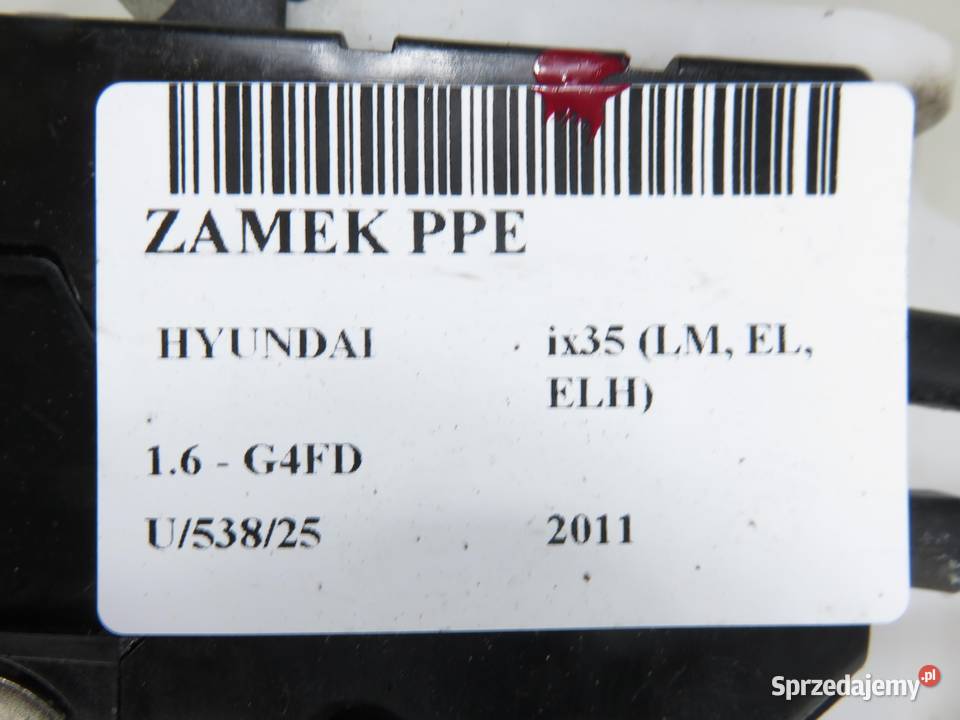 ZAMEK PPE
HYUNDAI ix35 (LM, EL,
ELH)
1.6 - G4FD
U/538/25 2011
Sprzedajemy.pl